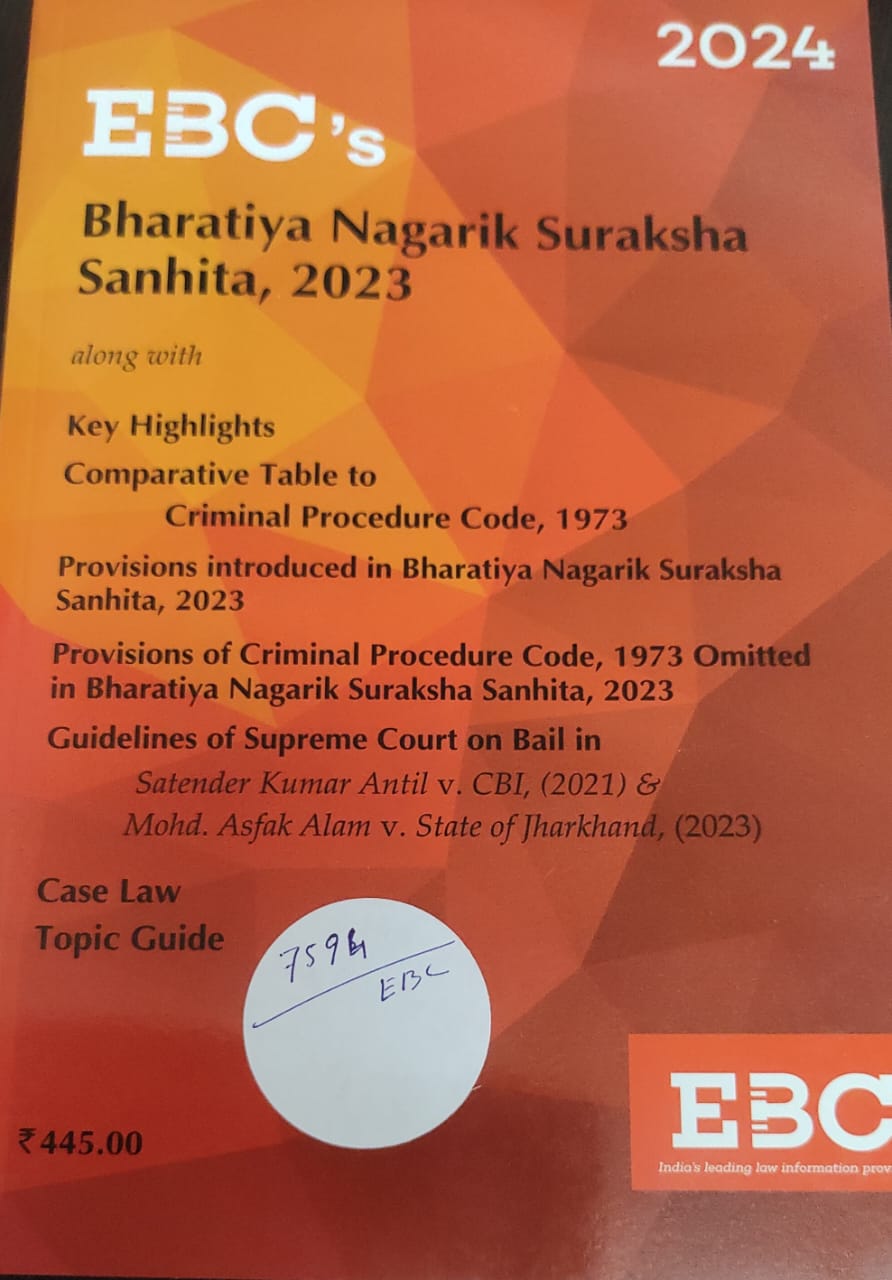 2024
EBC's
Bharatiya Nagarik Suraksha
Sanhita, 2023
along with
Key Highlights
Comparative Table to
Criminal Procedure Code, 1973
Provisions introduced in Bharatiya Nagarik Suraksha
Sanhita, 2023
Provisions of Criminal Procedure Code, 1973 Omitted
in Bharatiya Nagarik Suraksha Sanhita, 2023
Guidelines of Supreme Court on Bail in
Satender Kumar Antil v. CBI, (2021) &
Mohd. Asfak Alam v. State of Jharkhand, (2023)
Case Law
Topic Guide
EBC
₹445.00
EBC
India's leading law information prov